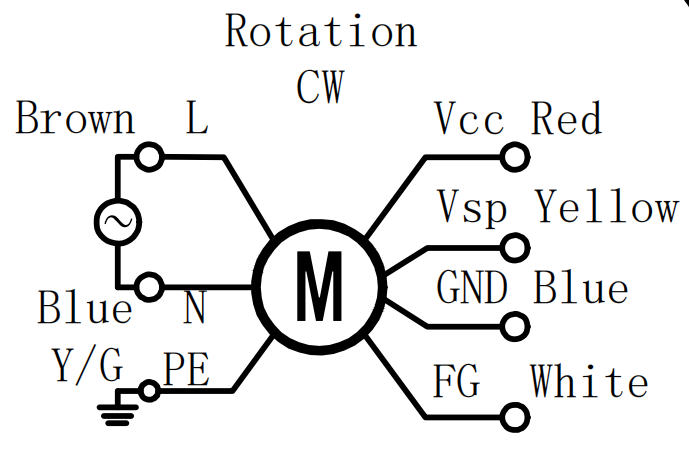 Rotation
CW
Brown L
Vcc Red
Vsp Yellow
M
GND Blue
Blue N
Y/G PE
FG White